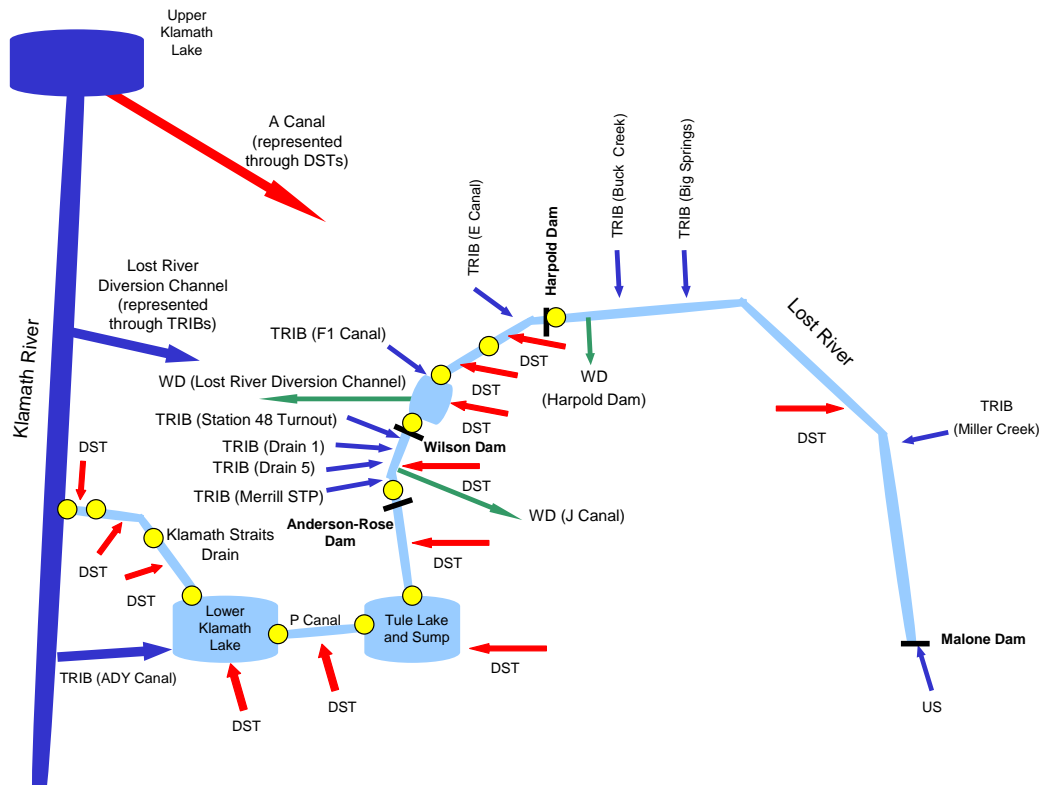 Upper
Klamath
Lake
A Canal
(represented
through DSTs)
TRIB (Buck Creek)
TRIB (Big Springs)
TRIB (E Canal)
Harpold Dam
Lost River
Diversion Channel
(represented
through TRIBs)
Klamath River
Lost River
TRIB (F1 Canal)
DST
DST
DST
WD
(Harpold Dam)
WD (Lost River Diversion Channel)
TRIB (Station 48 Turnout)
Wilson Dam
TRIB (Drain 1)
TRIB (Drain 5)
TRIB (Merrill STP)
DST
WD (J Canal)
DST
TRIB
(Miller Creek)
DST
Klamath Straits
Drain
Anderson-Rose
Dam
DST
DST
DST
Lower
Klamath
Lake
P Canal
Tule Lake
and Sump
Malone Dam
TRIB (ADY Canal)
DST
DST
DST
US